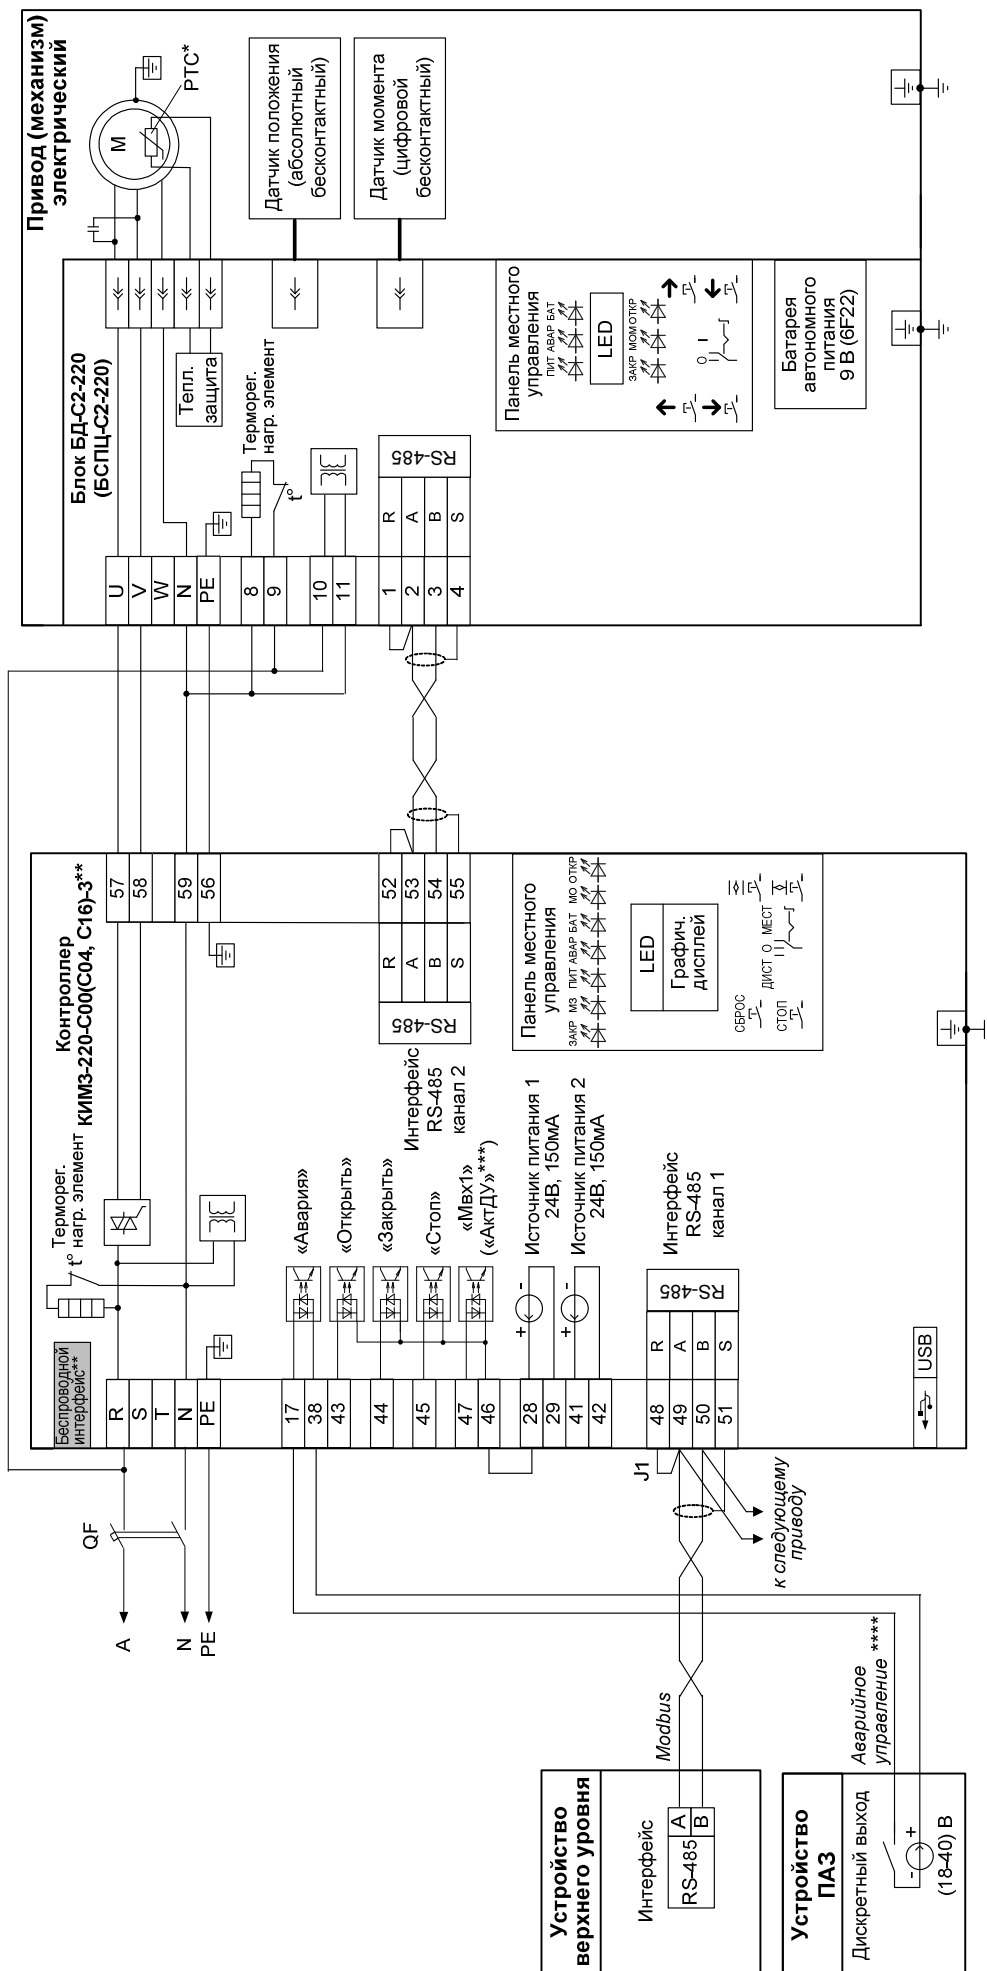 Привод (механизм)
электрический
M
PTC*
Датчик положения
(абсолютный
бесконтактный)
Датчик момента
(цифровой
бесконтактный)
Блок БД-С2-220
(БСПЦ-С2-220)
Тепл.
защита
Терморег.
нагр. элемент
t°
U
V
W
N
PE
8
9
10
11
1
2
3
4
R
A
B
S
RS-485
Панель местного
управления
ПИТ АВАР БАТ
LED
ЗАКР МОМ ОТКР
O I
Батарея
автономного
питания
9 В (6F22)
Контроллер
КИМ3-220-С00(С04, С16)-3**
57
58
59
56
52
53
54
55
R
A
B
S
RS-485
Интерфейс
RS-485
канал 2
Терморег.
нагр. элемент
t°
Беспроводной
интерфейс**
R
S
T
N
PE
17
38
43
44
45
47
46
28
29
41
42
48
49
50
51
«Авария»
«Открыть»
«Закрыть»
«Стоп»
«Мвх1»
(«АктДУ»***)
Источник питания 1
24В, 150мА
Источник питания 2
24В, 150мА
+ -
+ -
Интерфейс
RS-485
канал 1
RS-485
R
A
B
S
Панель местного
управления
ЗАКР МЗ ПИТ АВАР БАТ МО ОТКР
LED
Графич.
дисплей
СБРОС
СТОП
ДИСТ О МЕСТ
USB
J1
QF
A
N
PE
к следующему
приводу
Modbus
Аварийное
управление ****
Устройство
верхнего уровня
Интерфейс
RS-485
A
B
Устройство
ПАЗ
Дискретный выход
- +
(18-40) В